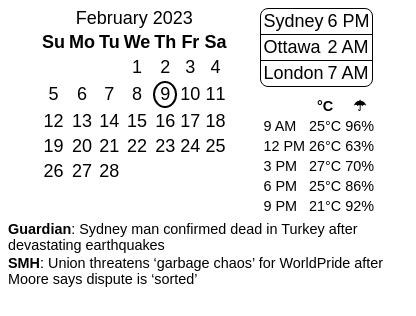 February 2023
Su Mo Tu We Th Fr Sa
1 2 3 4
5 6 7 8 9 10 11
12 13 14 15 16 17 18
19 20 21 22 23 24 25
26 27 28
Sydney 6 PM
Ottawa 2 AM
London 7 AM
°C ☂
9 AM 25°C 96%
12 PM 26°C 63%
3 PM 27°C 70%
6 PM 25°C 86%
9 PM 21°C 92%
Guardian: Sydney man confirmed dead in Turkey after
devastating earthquakes
SMH: Union threatens ‘garbage chaos’ for WorldPride after
Moore says dispute is ‘sorted’